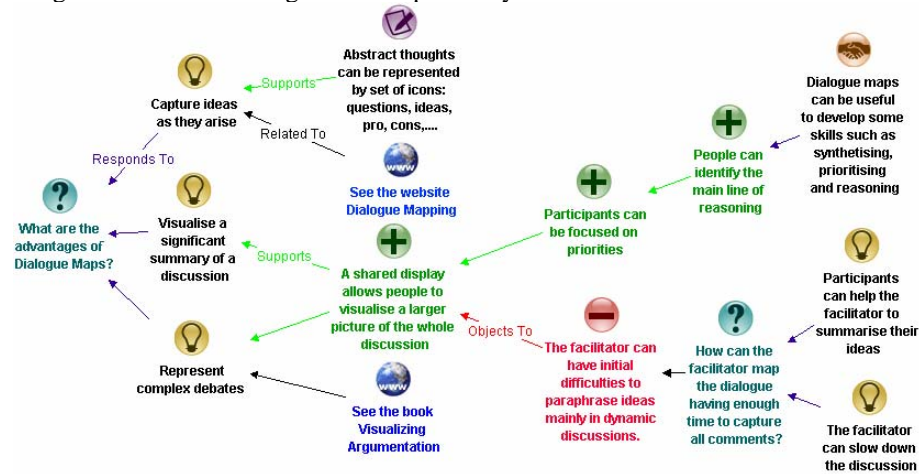 Abstract thoughts
can be represented
by set of icons:
questions, ideas,
pro, cons,....
Supports
Capture ideas
as they arise
Related To
Responds To
www
See the website
Dialogue Mapping
What are the
advantages of
Dialogue Maps?
Visualise a
significant
summary of a
discussion
Supports
A shared display
allows people to
visualise a larger
picture of the whole
discussion
Represent
complex debates
www
See the book
Visualizing
Argumentation
Participants can
be focused on
priorities
People can
identify the
main line of
reasoning
Dialogue maps
can be useful
to develop some
skills such as
synthetising,
prioritising
and reasoning
Objects To
The facilitator can
have initial
difficulties to
paraphrase ideas
mainly in dynamic
discussions.
How can the
facilitator map
the dialogue
having enough
time to capture
all comments?
Participants
can help the
facilitator to
summarise their
ideas
The facilitator
can slow down
the discussion